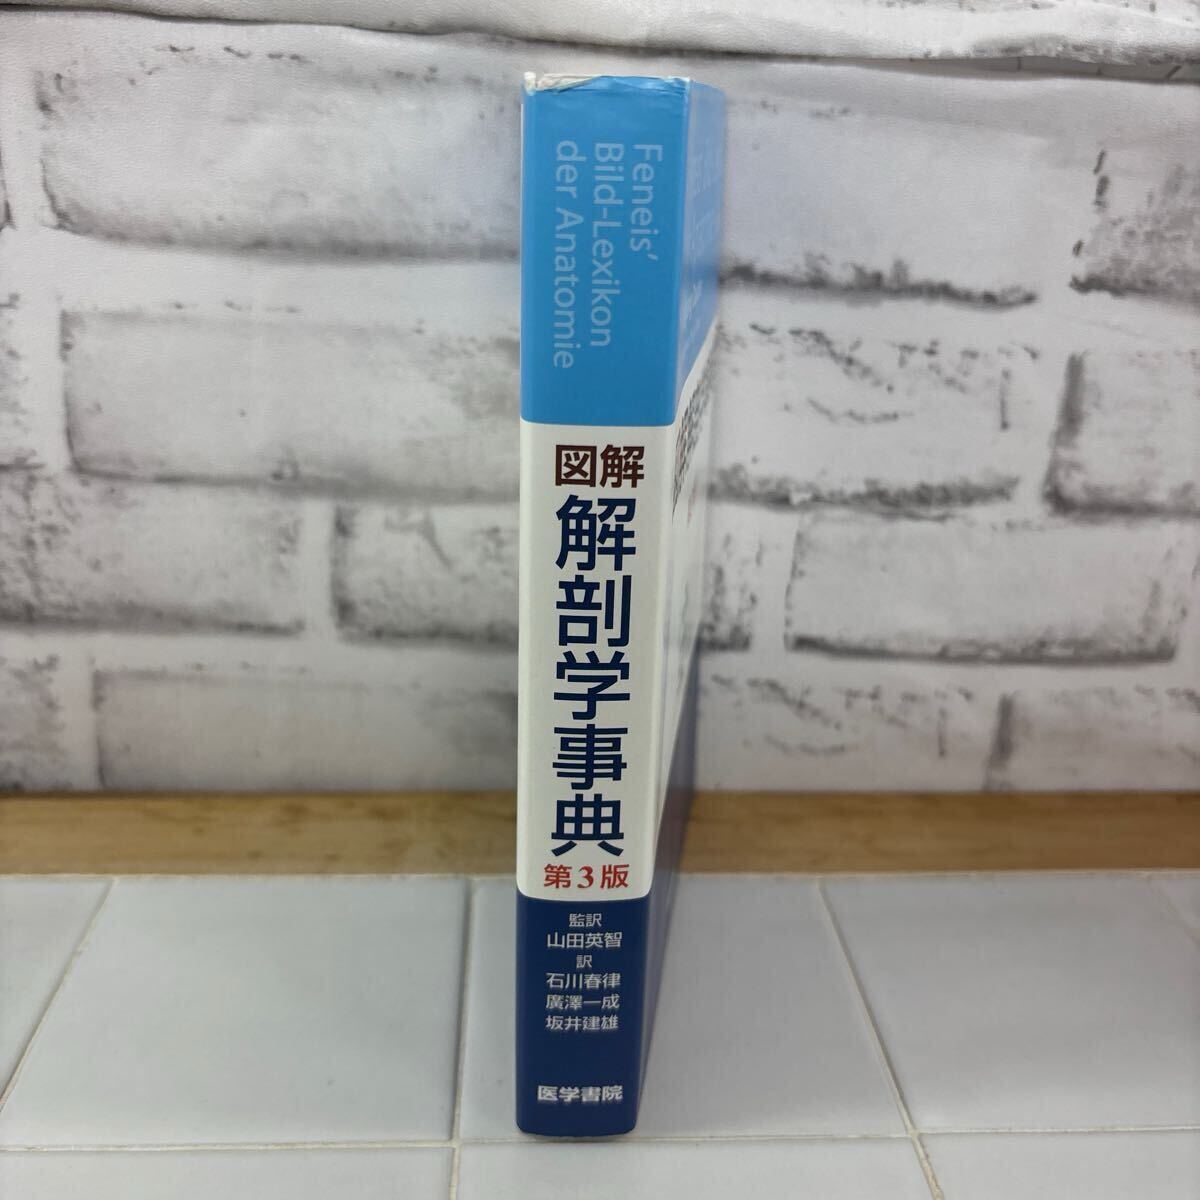 Feneis'
Bild-Lexikon
der Anatomie
図解
解剖学事典
第3版
監訳
山田英智
訳
石川春律
廣澤一成
坂井建雄
医学書院